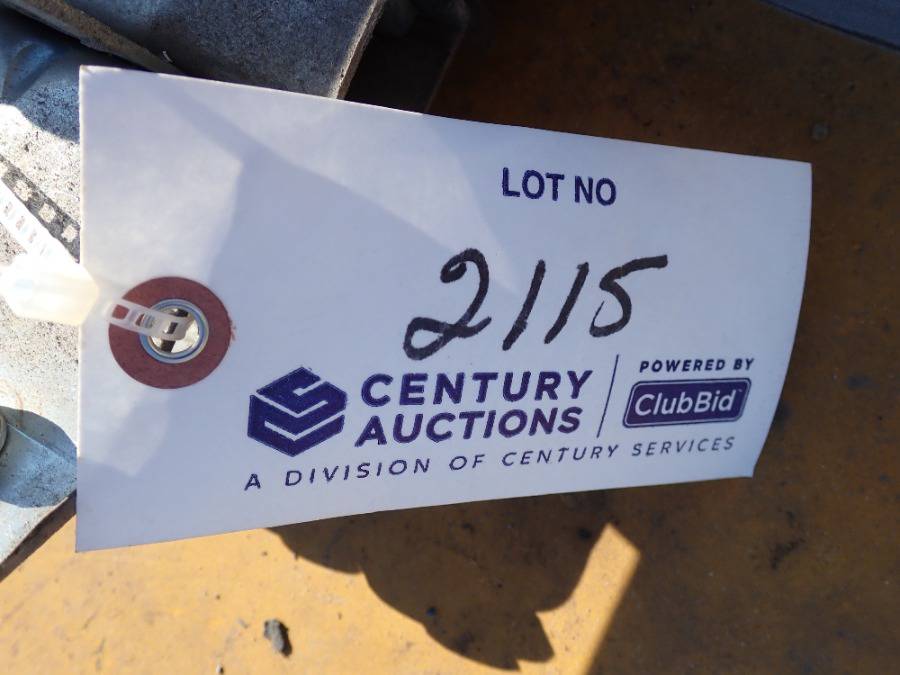 LOT NO
2115
CENTURY
AUCTIONS
POWERED BY
ClubBid
A DIVISION OF CENTURY SERVICES